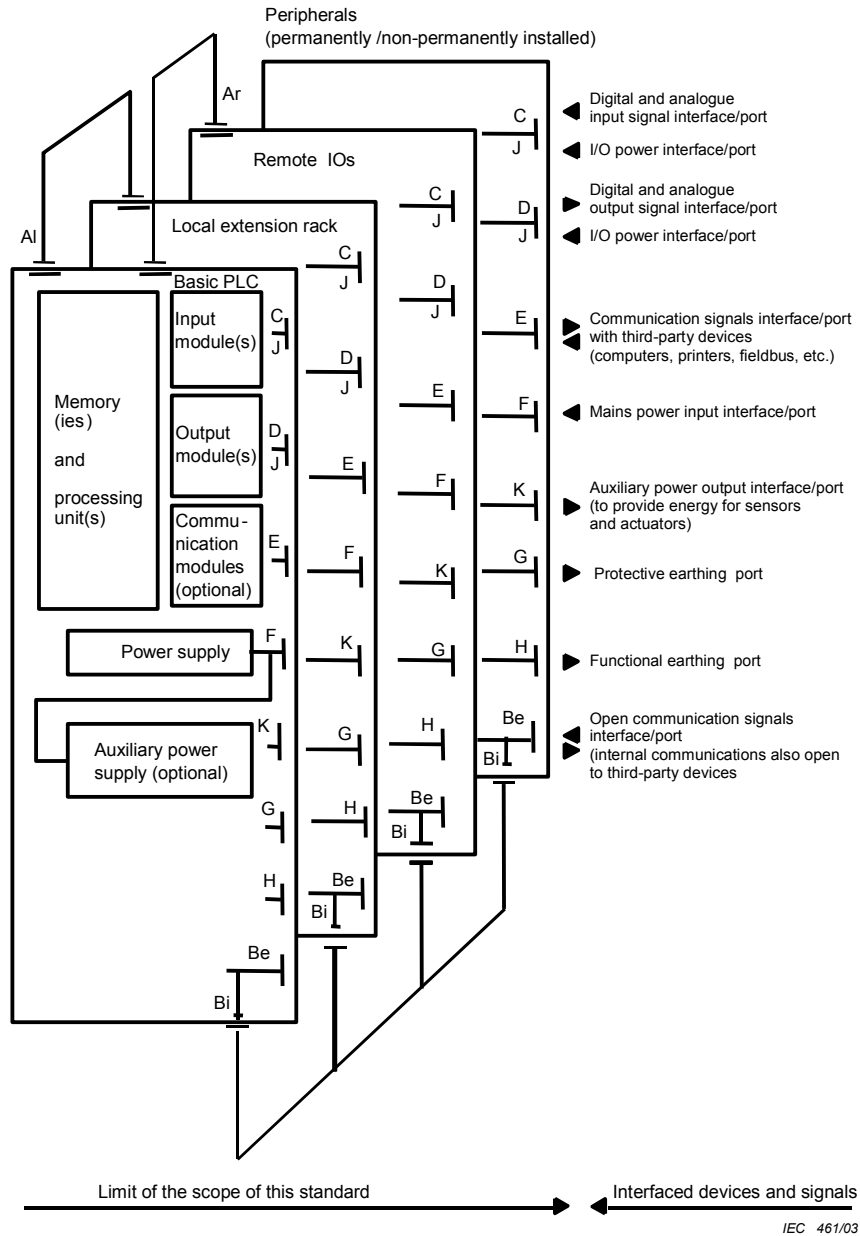 Peripherals
(permanently /non-permanently installed)
Ar
C
J
Digital and analogue
input signal interface/port
I/O power interface/port
Remote IOs
C
J
D
J
Digital and analogue
output signal interface/port
I/O power interface/port
Al
Local extension rack
C
J
D
J
E
Communication signals interface/port
with third-party devices
(computers, printers, fieldbus, etc.)
Basic PLC
Input
module(s)
C
J
D
J
E
F
Mains power input interface/port
Memory
(ies)
and
processing
unit(s)
Output
module(s)
D
J
E
F
K
Auxiliary power output interface/port
(to provide energy for sensors
and actuators)
Commu-
nication
modules
(optional)
E
F
K
G
Protective earthing port
Power supply
F
K
G
H
Functional earthing port
Auxiliary power
supply (optional)
K
G
H
Be
Bi
Open communication signals
interface/port
(internal communications also open
to third-party devices
G
H
Be
Bi
H
Be
Bi
Be
Bi
Limit of the scope of this standard
Interfaced devices and signals
IEC 461/03